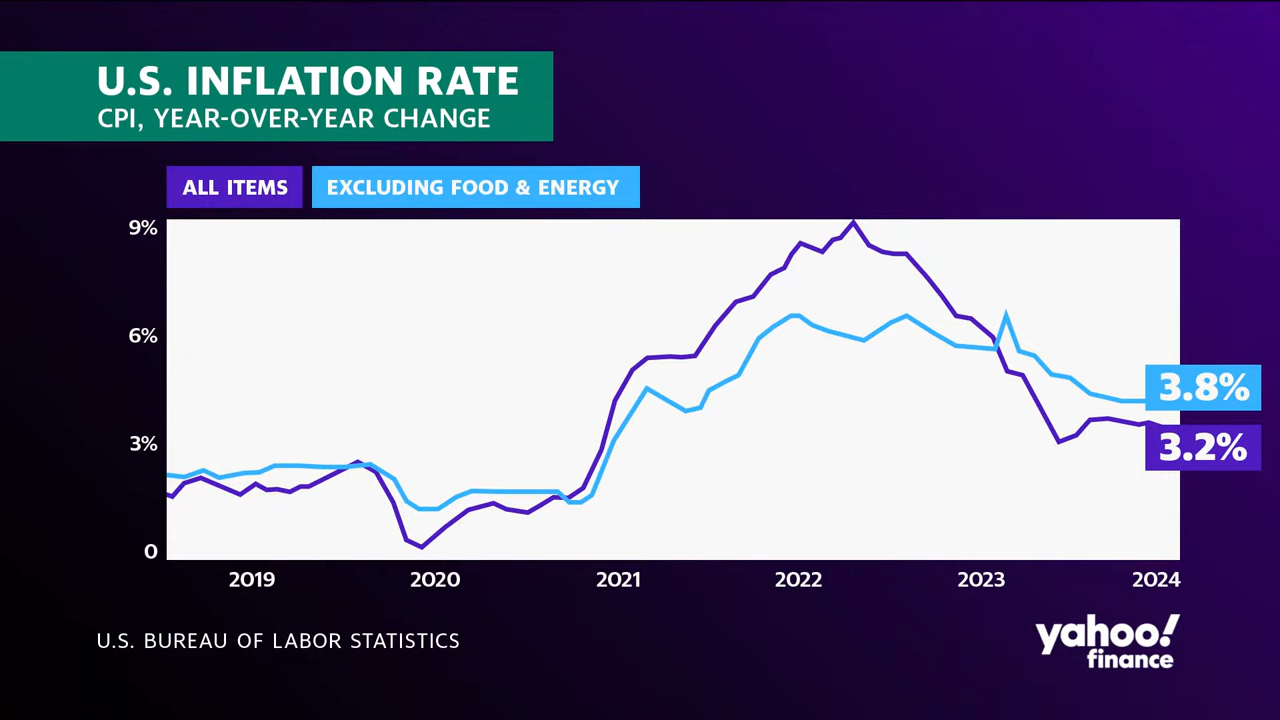 U.S. INFLATION RATE
CPI, YEAR-OVER-YEAR CHANGE
ALL ITEMS
EXCLUDING FOOD & ENERGY
9%
6%
3%
0
3.8%
3.2%
2019
2020
2021
2022
2023
2024
U.S. BUREAU OF LABOR STATISTICS
yahoo!
finance